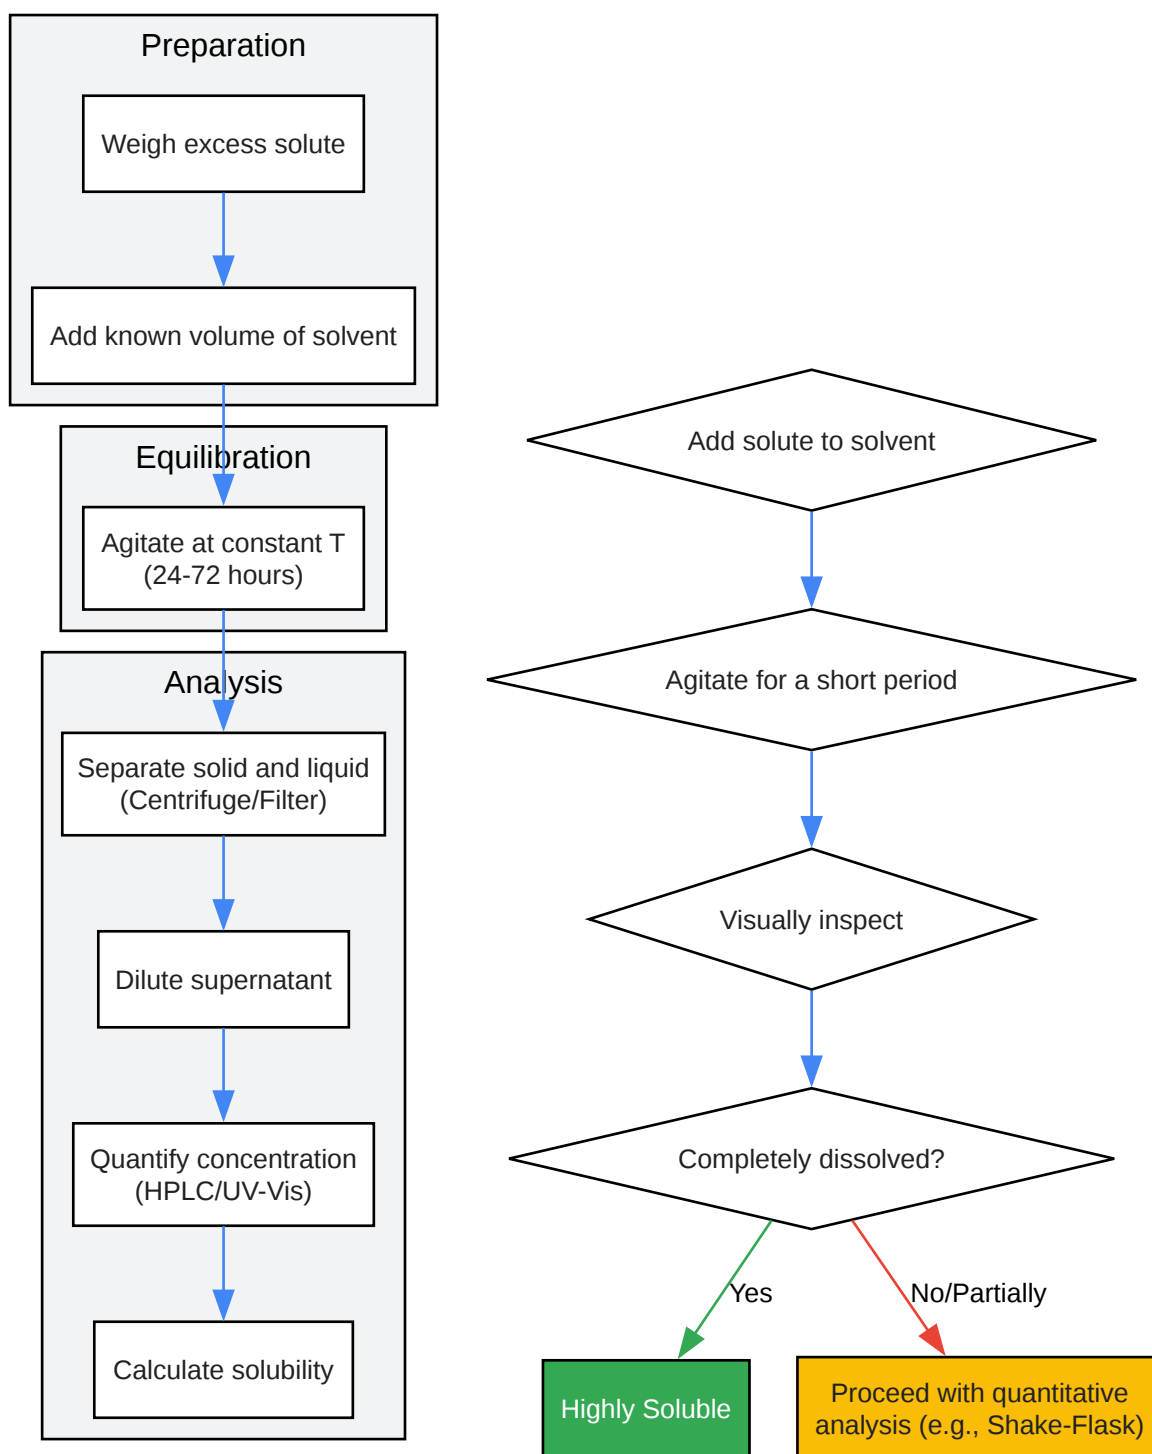 Preparation
Weigh excess solute
Add known volume of solvent
Equilibration
Agitate at constant T
(24-72 hours)
Analysis
Separate solid and liquid
(Centrifuge/Filter)
Dilute supernatant
Quantify concentration
(HPLC/UV-Vis)
Calculate solubility
Add solute to solvent
Agitate for a short period
Visually inspect
Completely dissolved?
Yes
No/Partially
Highly Soluble
Proceed with quantitative
analysis (e.g., Shake-Flask)